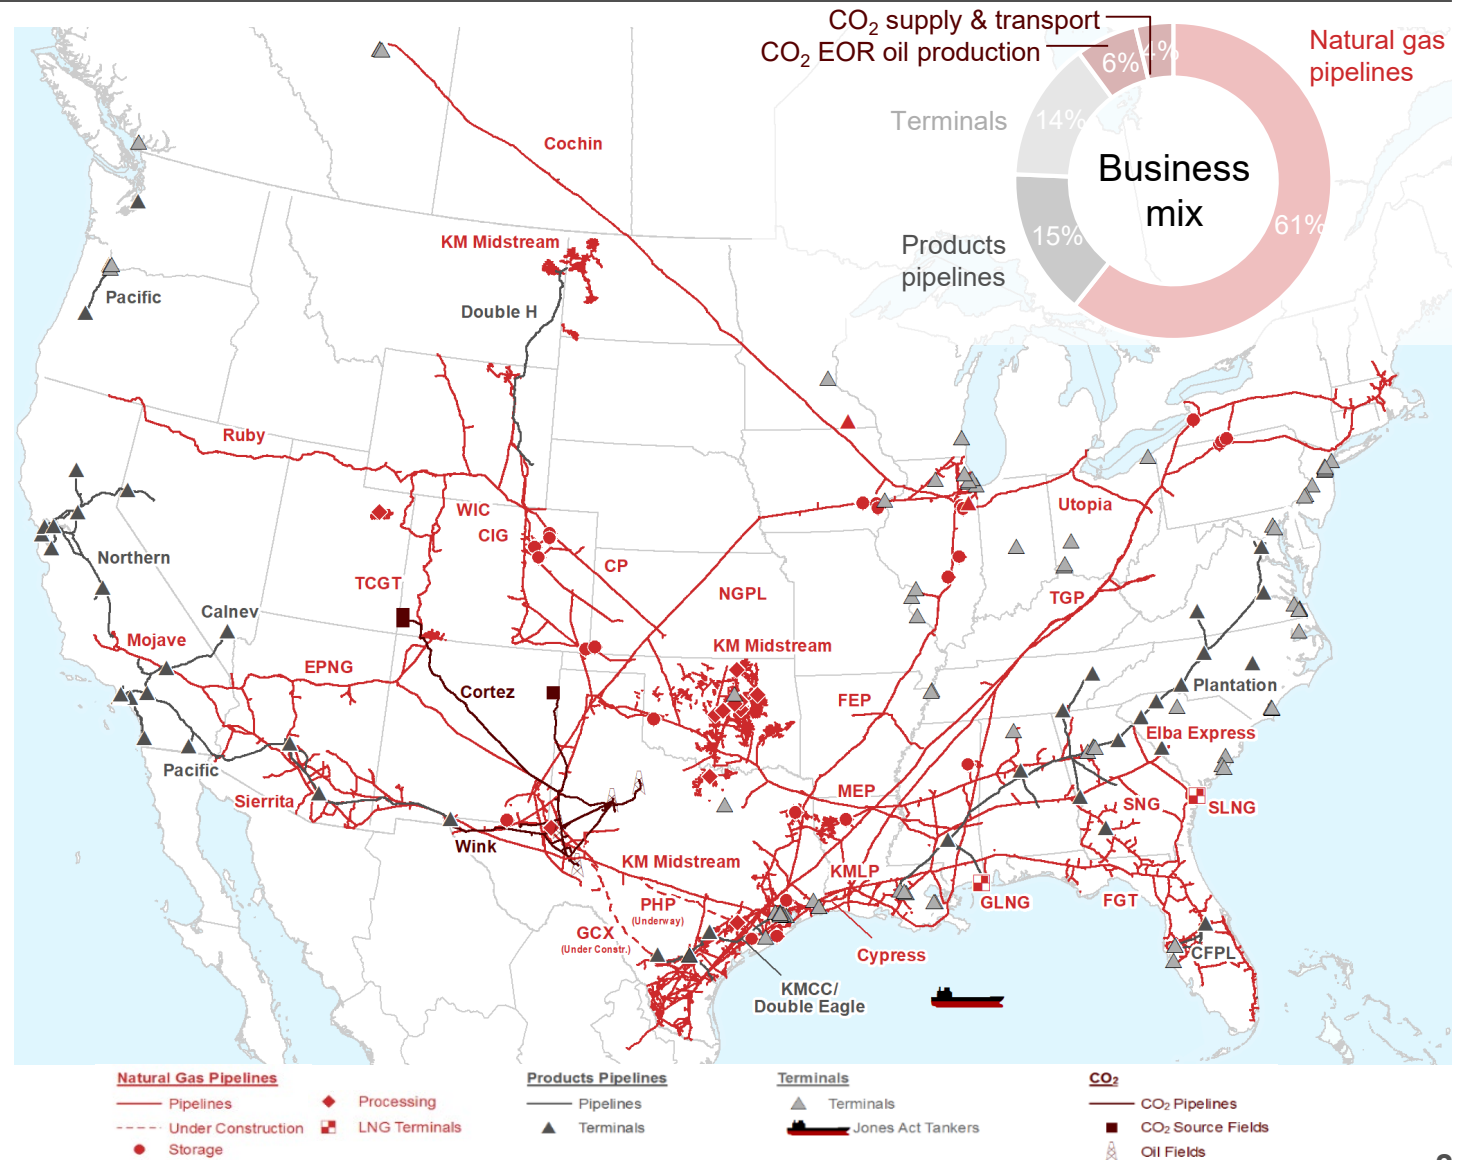 CO2 supply & transport
CO2 EOR oil production
Natural gas
pipelines
4%
6%
Terminals
14%
Business
mix
61%
15%
Products
pipelines
Cochin
KM Midstream
Pacific
Double H
Ruby
WIC
CIG
Utopia
Northern
CP
TCGT
NGPL
TGP
Calnev
Mojave
KM Midstream
EPNG
Cortez
FEP
Plantation
Elba Express
Pacific
MEP
Sierrita
SNG
SLNG
Wink
KM Midstream
KMLP
PHP
(Underway)
GLNG
FGT
GCX
(Under Constr.)
Cypress
CFPL
KMCC/
Double Eagle
Natural Gas Pipelines
Pipelines
Under Construction
Storage
Processing
LNG Terminals
Products Pipelines
Pipelines
Terminals
Terminals
Terminals
Jones Act Tankers
CO2
CO2 Pipelines
CO2 Source Fields
Oil Fields